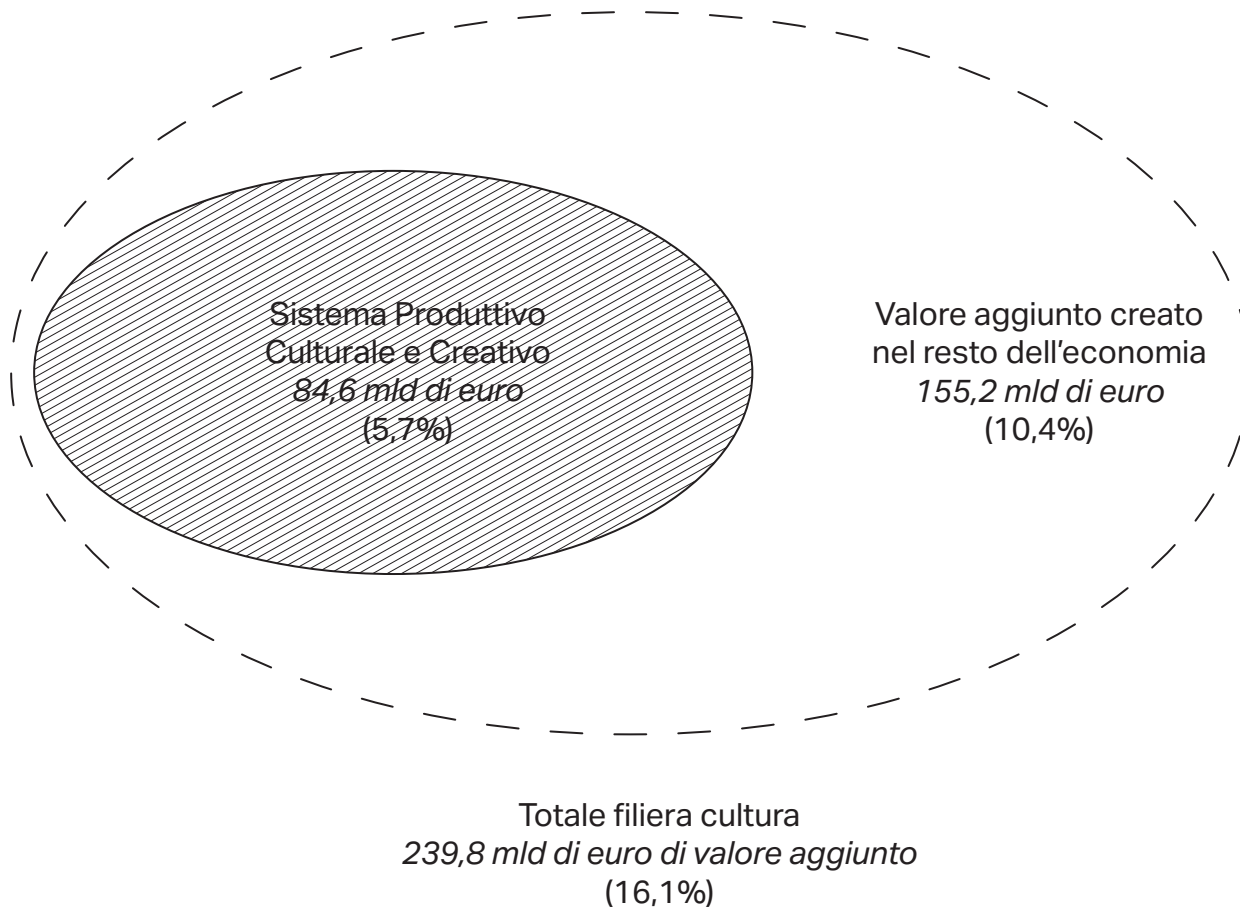 Sistema Produttivo
Culturale e Creativo
84,6 mld di euro
(5,7%)
Valore aggiunto creato
nel resto dell'economia
155,2 mld di euro
(10,4%)
Totale filiera cultura
239,8 mld di euro di valore aggiunto
(16,1%)